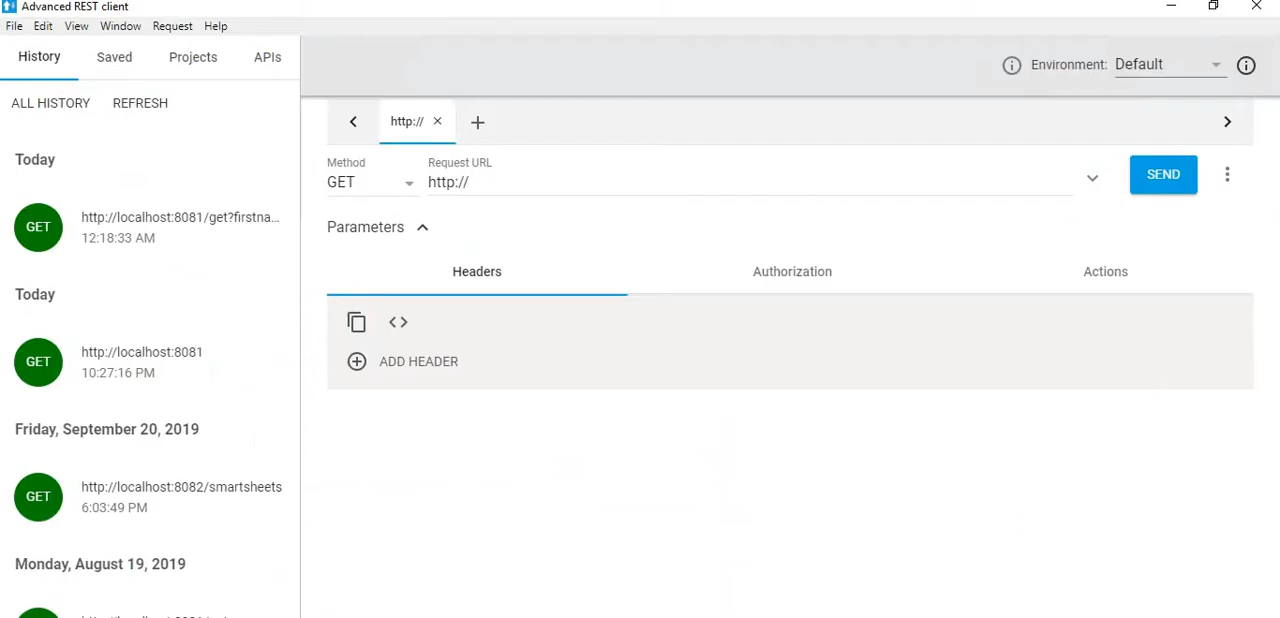 Advanced REST client
File Edit View Window Request Help
History Saved Projects APIs
Environment: Default
ALL HISTORY REFRESH
http://
Today
Method
GET
Request URL
http://
SEND
GET
http://localhost:8081/get?firstna...
12:18:33 AM
Parameters
Headers Authorization Actions
Today
GET
http://localhost:8081
10:27:16 PM
ADD HEADER
Friday, September 20, 2019
GET
http://localhost:8082/smartsheets
6:03:49 PM
Monday, August 19, 2019